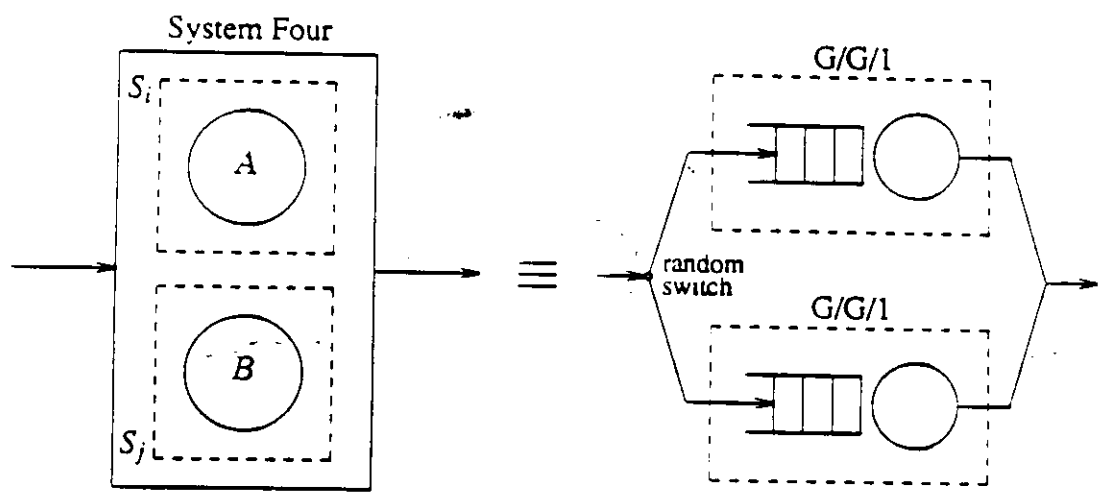 System Four
S_i
A
B
S_j
≡
G/G/1
random
switch
G/G/1